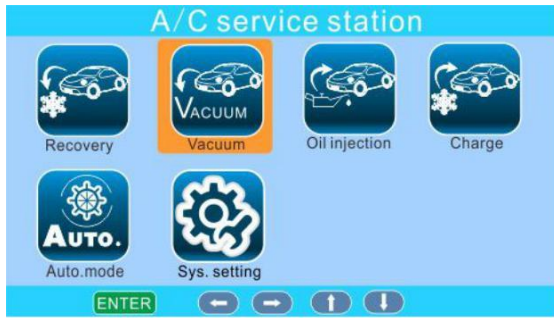 A/C service station
VACUUM
Recovery
Vacuum
Oil injection
Charge
AUTO.
Auto.mode
Sys. setting
ENTER